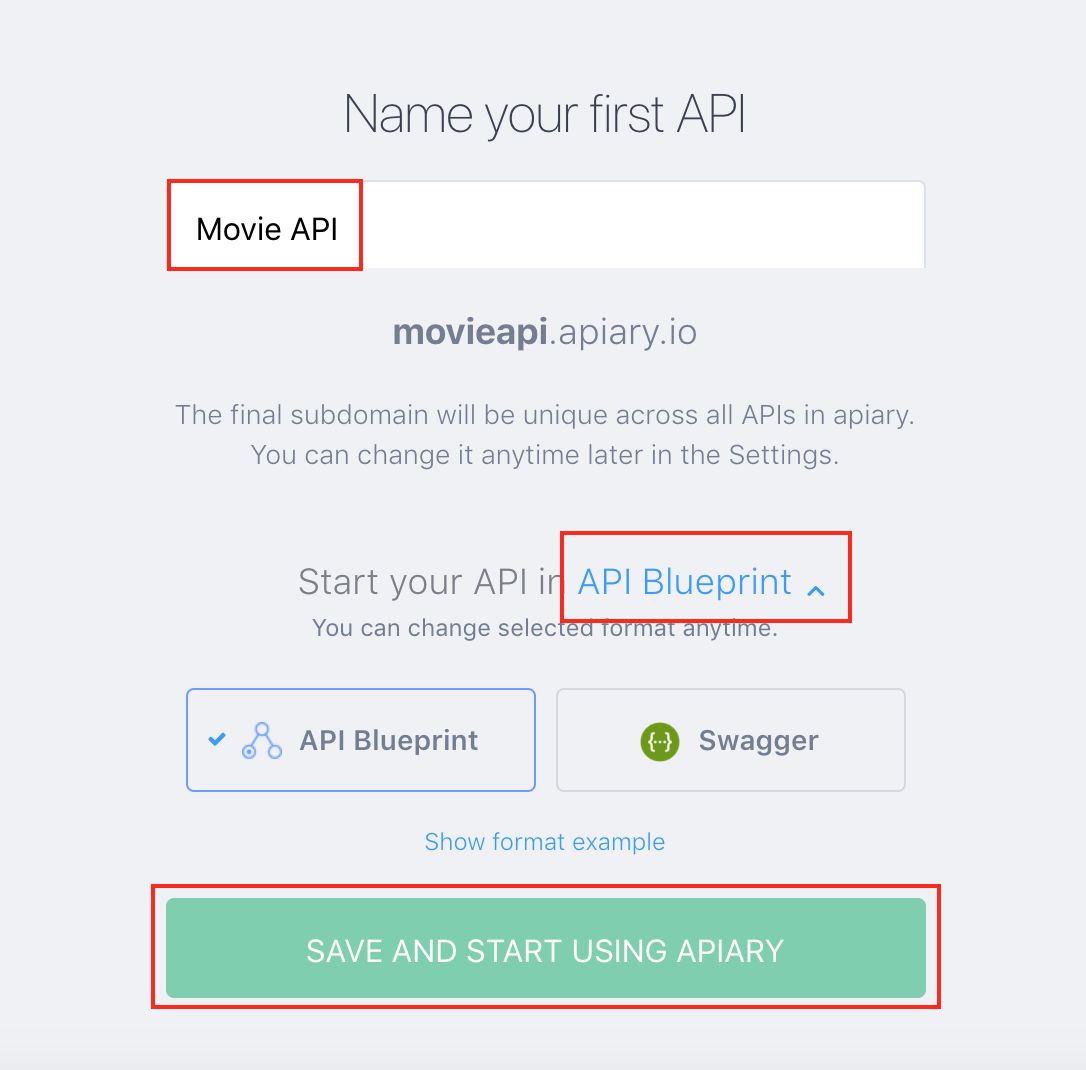 Name your first API
Movie API
movieapi.apiary.io
The final subdomain will be unique across all APIs in apiary.
You can change it anytime later in the Settings.
Start your API in API Blueprint
You can change selected format anytime.
API Blueprint
Swagger
Show format example
SAVE AND START USING APIARY